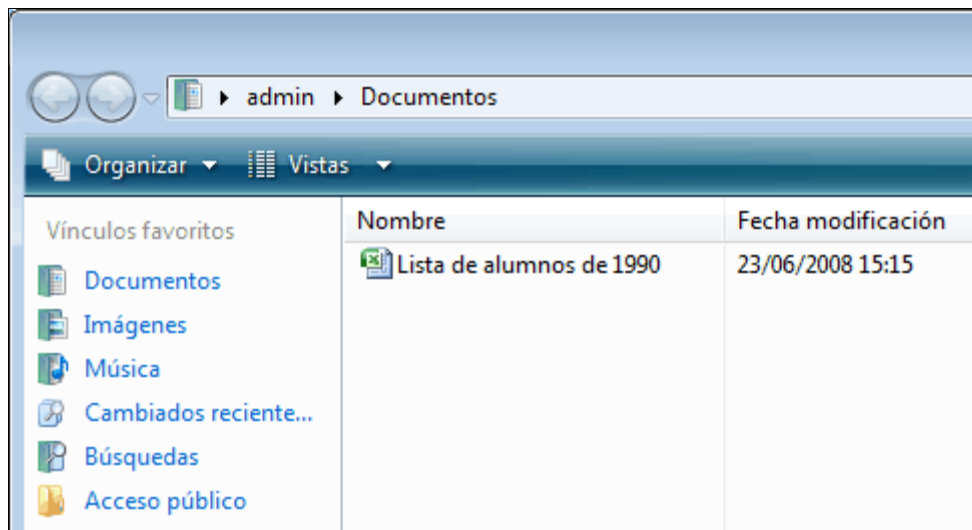 admin Documentos
Organizar Vistas
Vínculos favoritos
Documentos
Imágenes
Música
Cambiados reciente...
Búsquedas
Acceso público
Nombre Fecha modificación
Lista de alumnos de 1990 23/06/2008 15:15